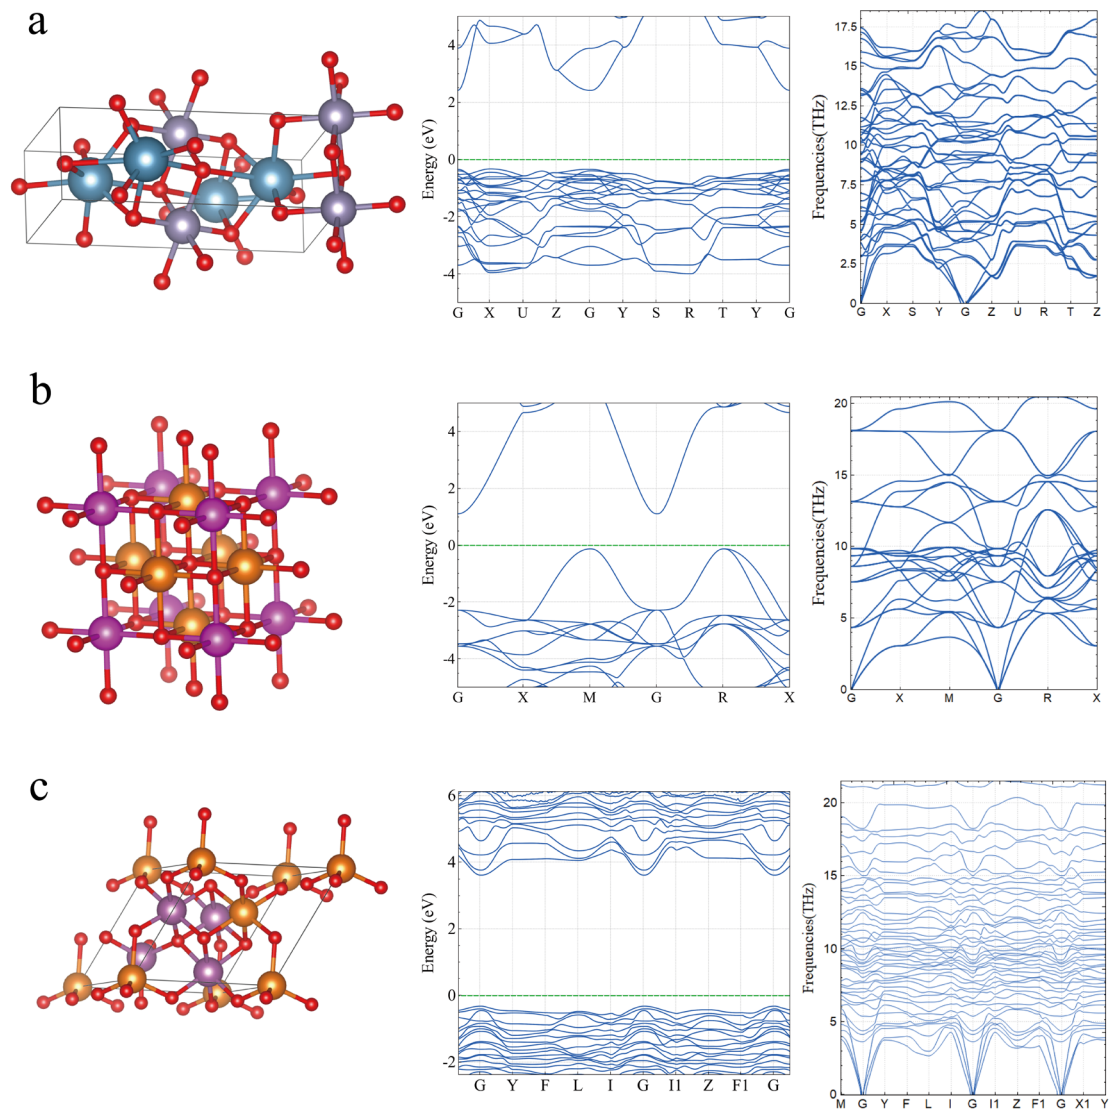 a
Energy (eV)
4
2
0
-2
-4
G X U Z G Y S R T Y G
Frequencies(THz)
17.5
15
12.5
10
7.5
5
2.5
0
G X S Y G Z U R T Z
b
Energy (eV)
4
2
0
-2
-4
G X M G R X
Frequencies(THz)
20
15
10
5
0
G X M G R X
c
Energy (eV)
6
4
2
0
-2
G Y F L I G I1 Z F1 G
Frequencies(THz)
20
15
10
5
0
M G Y F L I G I1 Z F1 G X1 Y